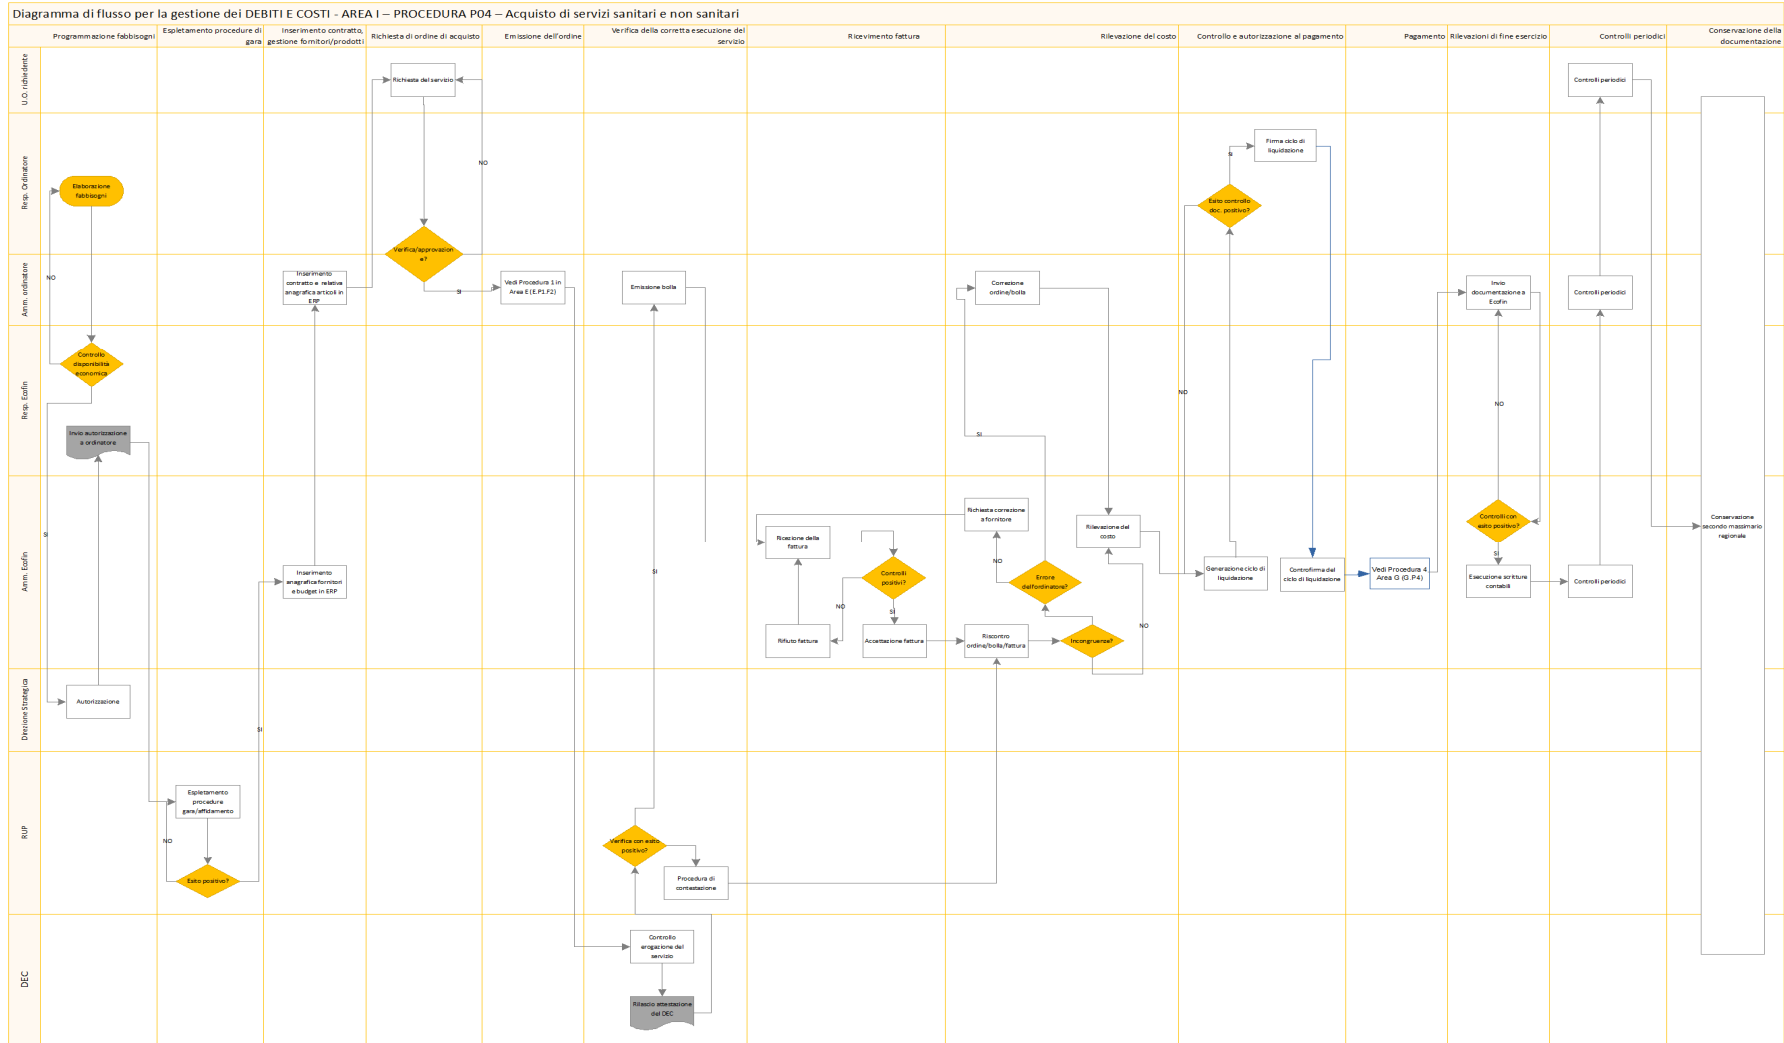 Diagramma di flusso per la gestione dei DEBITI E COSTI - AREA I – PROCEDURA P04 – Acquisto di servizi sanitari e non sanitari
Programmazione fabbisogni
Espletamento procedure di
gara
Inserimento contratto,
gestione fornitori/prodotti
Richiesta di ordine di acquisto
Emissione dell'ordine
Verifica della corretta esecuzione del
servizio
Ricevimento fattura
Rilevazione del costo
Controllo e autorizzazione al pagamento
Pagamento
Rilevazioni di fine esercizio
Controlli periodici
Conservazione della
documentazione
U.O. richiedente
Richiesta del servizio
Controlli periodici
Resp. Ordinatore
Elaborazione
fabbisogni
NO
Verifica/approvazion
e?
NO
SI
Firma ciclo di
liquidazione
SI
Esito controllo
doc. positivo?
NO
Amm. ordinatore
Inserimento
contratto e relativa
anagrafica articoli in
ERP
Vedi Procedura 1 in
Area E (E.P1.F2)
Emissione bolla
Correzione
ordine/bolla
Invio
documentazione a
Ecofin
Controlli periodici
Resp. Ecofin
Controllo
disponibilità
economica
Invio autorizzazione
a ordinatore
SI
NO
Amm. Ecofin
SI
Inserimento
anagrafica fornitori
e budget in ERP
SI
Ricezione della
fattura
Controlli
positivi?
NO
SI
Rifiuto fattura
Accettazione fattura
Richiesta correzione
a fornitore
NO
Errore
dell'ordinatore?
Riscontro
ordine/bolla/fattura
Incongruenze?
NO
Rilevazione del
costo
Generazione ciclo di
liquidazione
Controfirma del
ciclo di liquidazione
Vedi Procedura 4
Area G (G.P4)
Controlli con
esito positivo?
SI
Esecuzione scritture
contabili
Controlli periodici
Conservazione
secondo massimario
regionale
Direzione Strategica
Autorizzazione
SI
RUP
Espletamento
procedure
gara/affidamento
NO
Esito positivo?
Verifica con esito
positivo?
Procedura di
contestazione
DEC
Controllo
erogazione del
servizio
Rilascio attestazione
del DEC